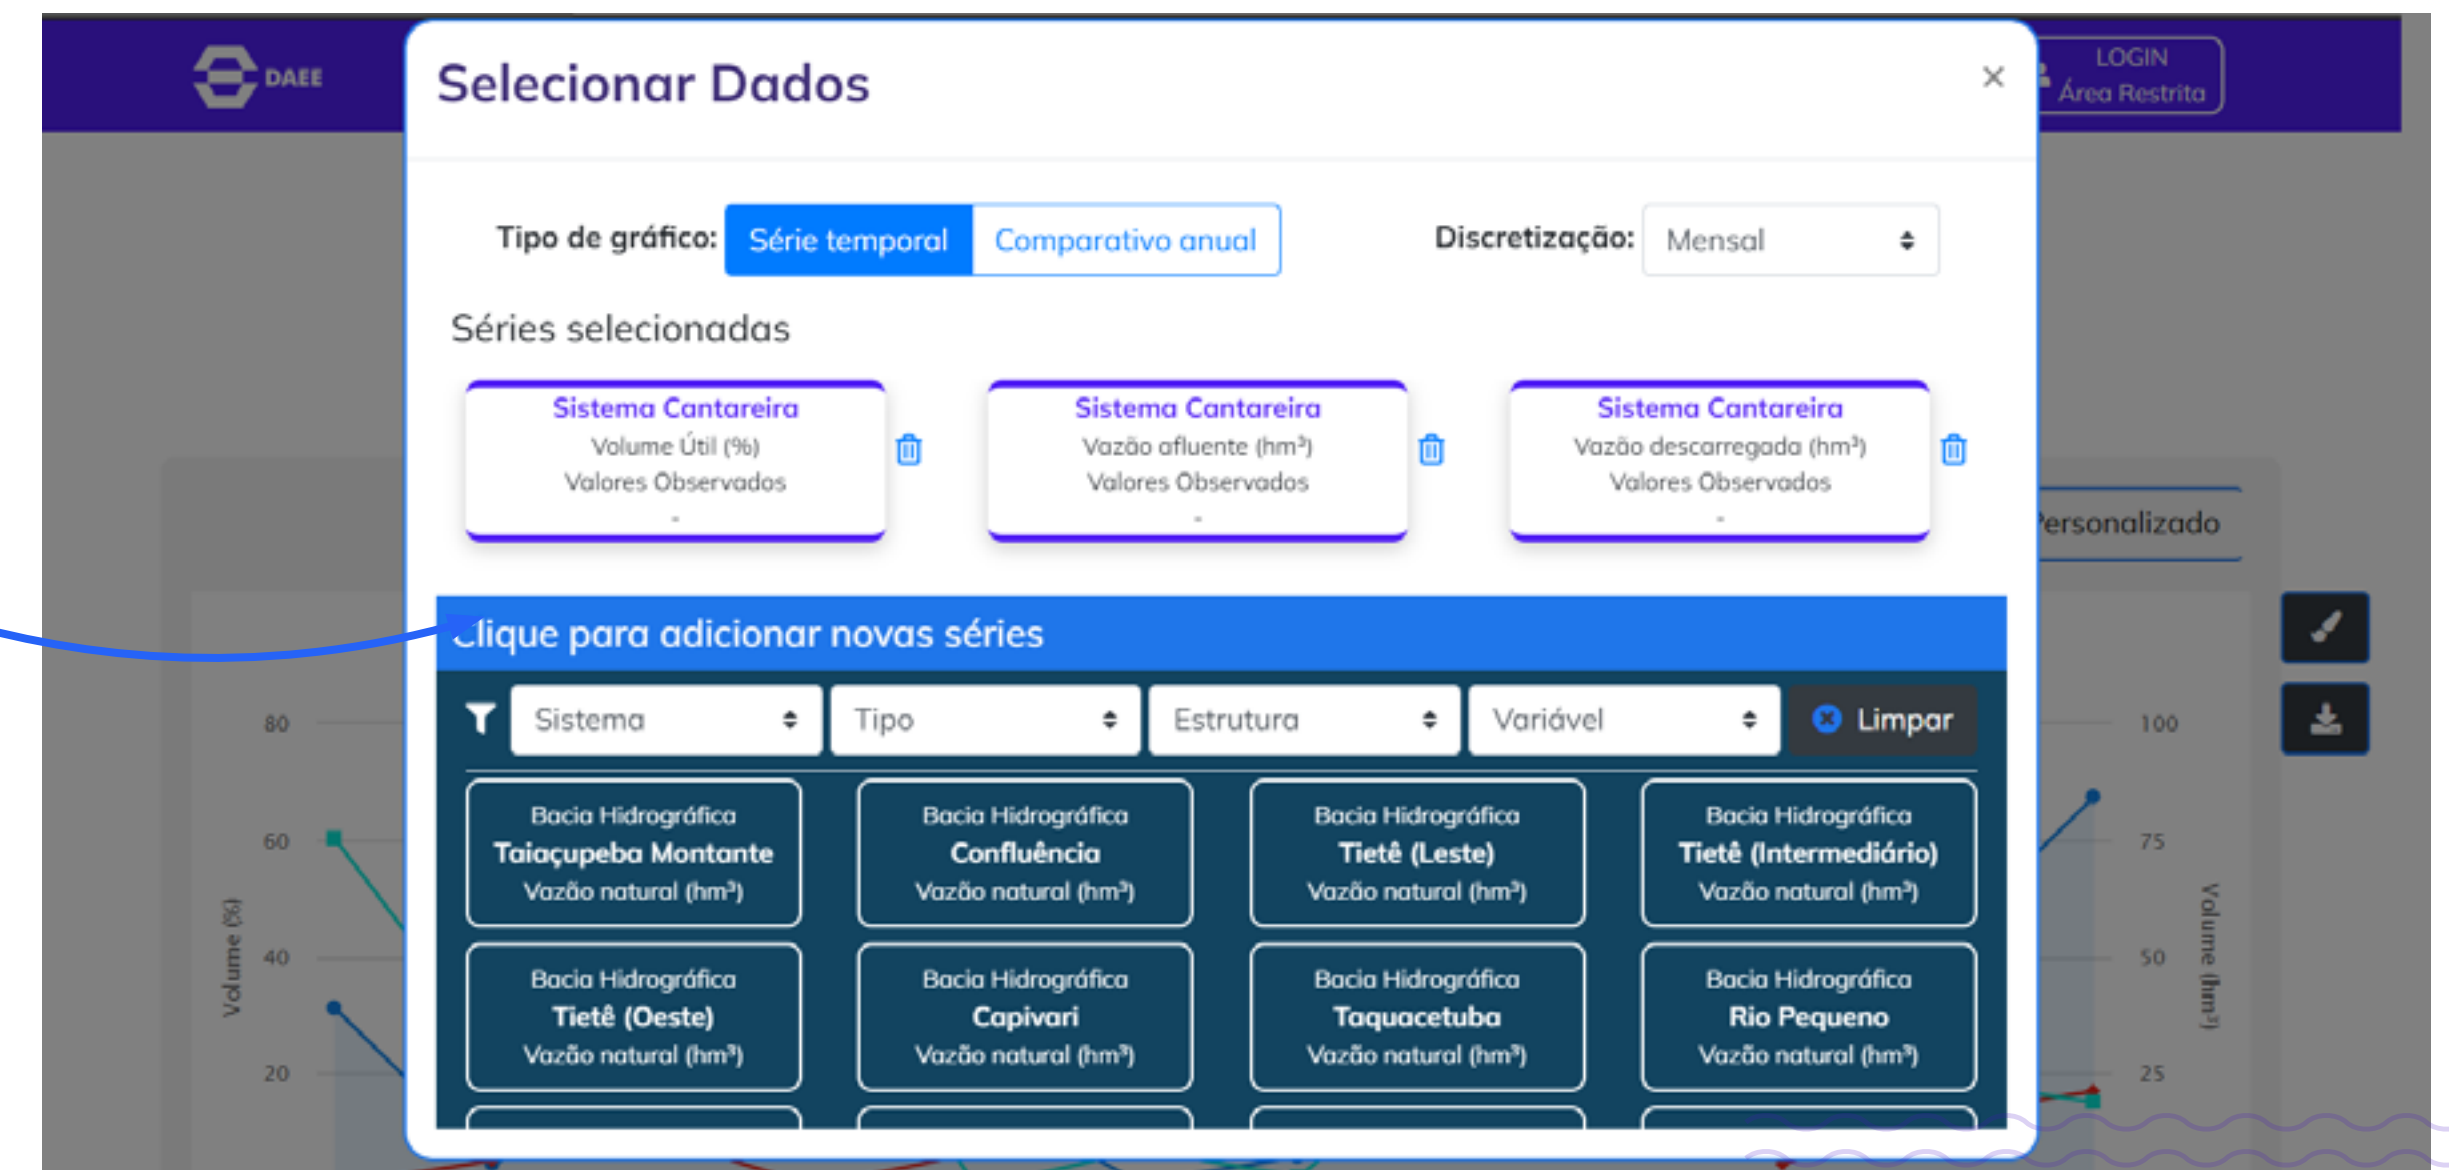 DAEE
LOGIN
Área Restrita
Selecionar Dados
×
Tipo de gráfico: Série temporal Comparativo anual Discretização: Mensal
Séries selecionadas
Sistema Cantareira
Volume Útil (%)
Valores Observados
-
Sistema Cantareira
Vazão afluente (hm³)
Valores Observados
-
Sistema Cantareira
Vazão descarregada (hm³)
Valores Observados
-
Personalizado
Clique para adicionar novas séries
Sistema Tipo Estrutura Variável Limpar
Bacia Hidrográfica
Taiaçupeba Montante
Vazão natural (hm³)
Bacia Hidrográfica
Confluência
Vazão natural (hm³)
Bacia Hidrográfica
Tietê (Leste)
Vazão natural (hm³)
Bacia Hidrográfica
Tietê (Intermediário)
Vazão natural (hm³)
Bacia Hidrográfica
Tietê (Oeste)
Vazão natural (hm³)
Bacia Hidrográfica
Capivari
Vazão natural (hm³)
Bacia Hidrográfica
Taquacetuba
Vazão natural (hm³)
Bacia Hidrográfica
Rio Pequeno
Vazão natural (hm³)
Volume (%)
80
60
40
20
100
75
50
25
Volume (hm³)